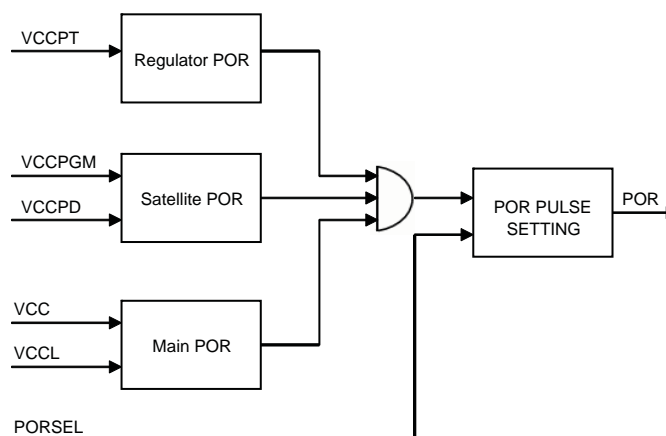 VCCPT
Regulator POR
VCCPGM
VCCPD
Satellite POR
POR PULSE
SETTING
POR
VCC
VCCL
Main POR
PORSEL